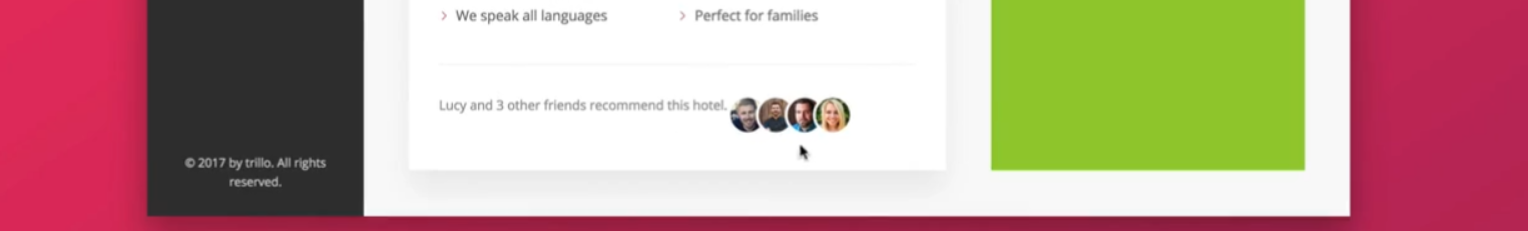 We speak all languages
Perfect for families
Lucy and 3 other friends recommend this hotel.
© 2017 by trillo. All rights
reserved.